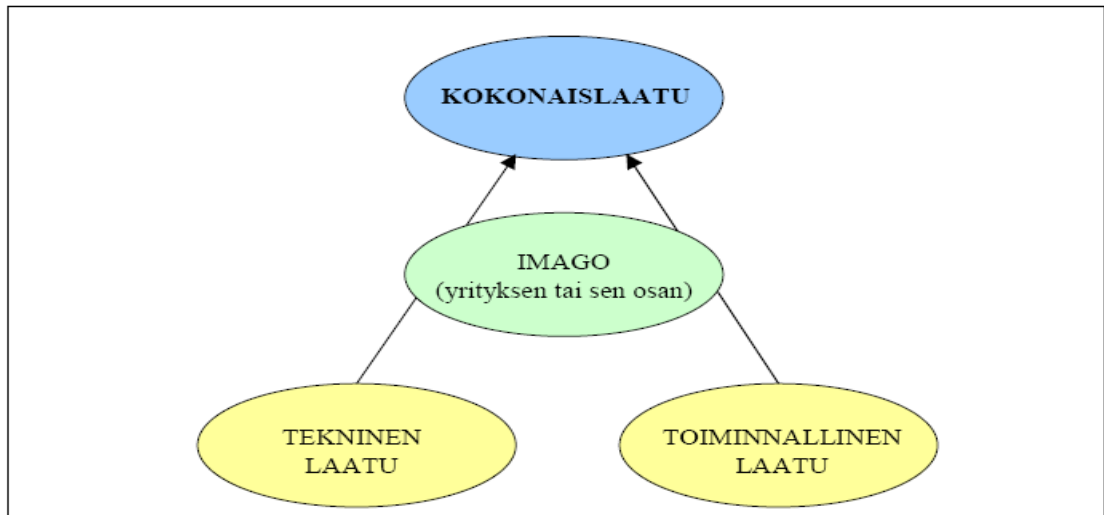 KOKONAISLAATU
IMAGO
(yrityksen tai sen osan)
TEKNINEN
LAATU
TOIMINNALLINEN
LAATU